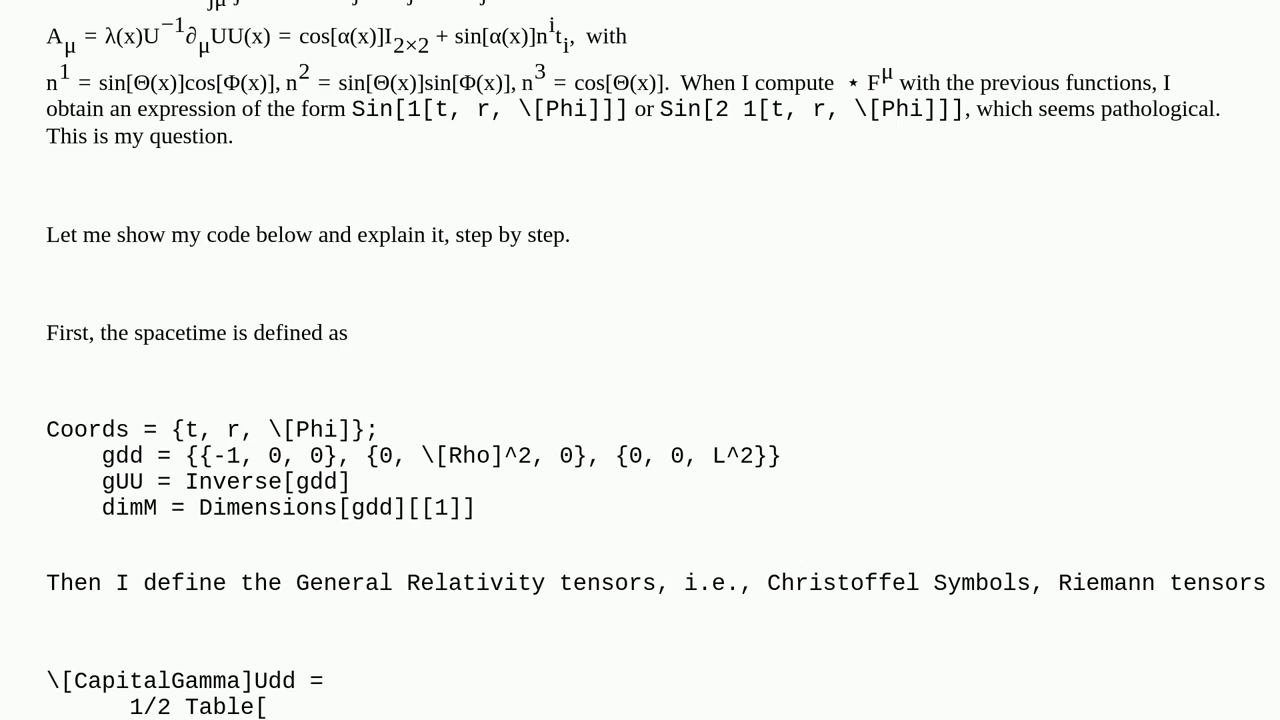 A_μ = λ(x)U^−1∂_μUU(x) = cos[α(x)]I_2×2 + sin[α(x)]n^it_i, with
n^1 = sin[Θ(x)]cos[Φ(x)], n^2 = sin[Θ(x)]sin[Φ(x)], n^3 = cos[Θ(x)]. When I compute ⋆ F^μ with the previous functions, I
obtain an expression of the form Sin[1[t, r, \[Phi]]] or Sin[2 1[t, r, \[Phi]]], which seems pathological.
This is my question.
Let me show my code below and explain it, step by step.
First, the spacetime is defined as
Coords = {t, r, \[Phi]};
    gdd = {{-1, 0, 0}, {0, \[Rho]^2, 0}, {0, 0, L^2}}
    gUU = Inverse[gdd]
    dimM = Dimensions[gdd][[1]]
Then I define the General Relativity tensors, i.e., Christoffel Symbols, Riemann tensors
\[CapitalGamma]Udd =
      1/2 Table[